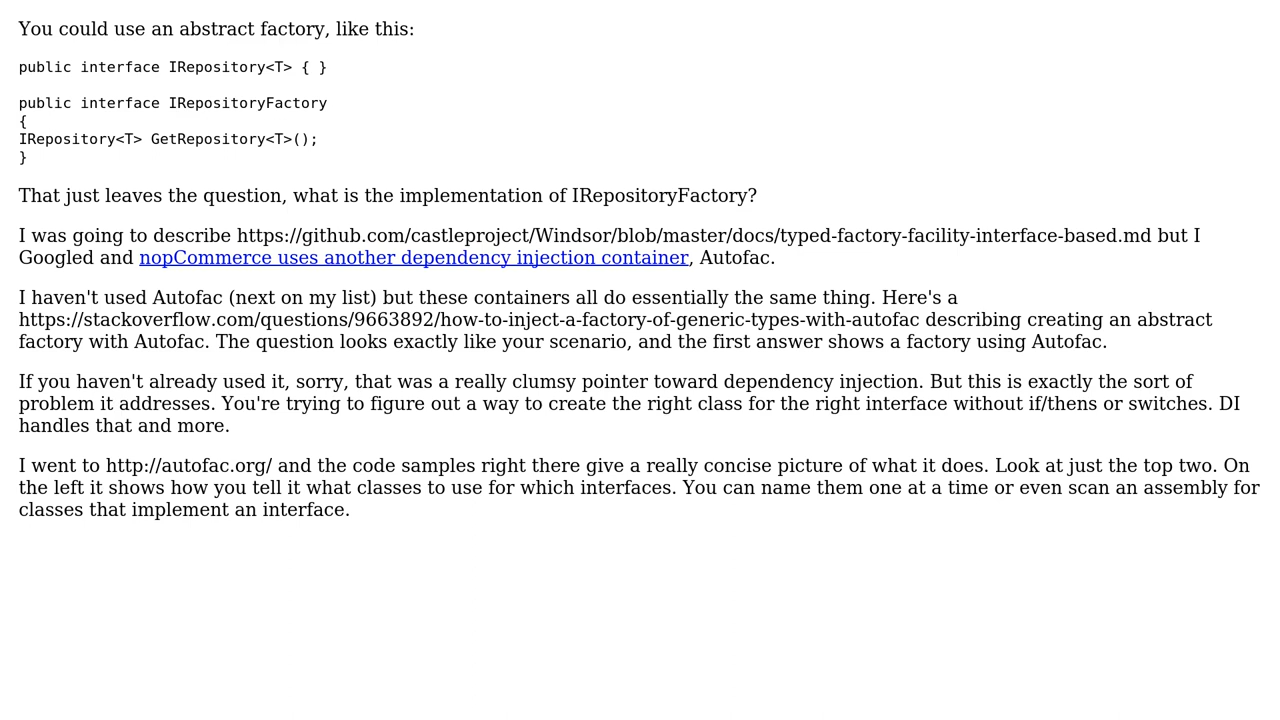 You could use an abstract factory, like this:
public interface IRepository<T> { }
public interface IRepositoryFactory
{
IRepository<T> GetRepository<T>();
}
That just leaves the question, what is the implementation of IRepositoryFactory?
I was going to describe https://github.com/castleproject/Windsor/blob/master/docs/typed-factory-facility-interface-based.md but I
Googled and nopCommerce uses another dependency injection container, Autofac.
I haven't used Autofac (next on my list) but these containers all do essentially the same thing. Here's a
https://stackoverflow.com/questions/9663892/how-to-inject-a-factory-of-generic-types-with-autofac describing creating an abstract
factory with Autofac. The question looks exactly like your scenario, and the first answer shows a factory using Autofac.
If you haven't already used it, sorry, that was a really clumsy pointer toward dependency injection. But this is exactly the sort of
problem it addresses. You're trying to figure out a way to create the right class for the right interface without if/thens or switches. DI
handles that and more.
I went to http://autofac.org/ and the code samples right there give a really concise picture of what it does. Look at just the top two. On
the left it shows how you tell it what classes to use for which interfaces. You can name them one at a time or even scan an assembly for
classes that implement an interface.